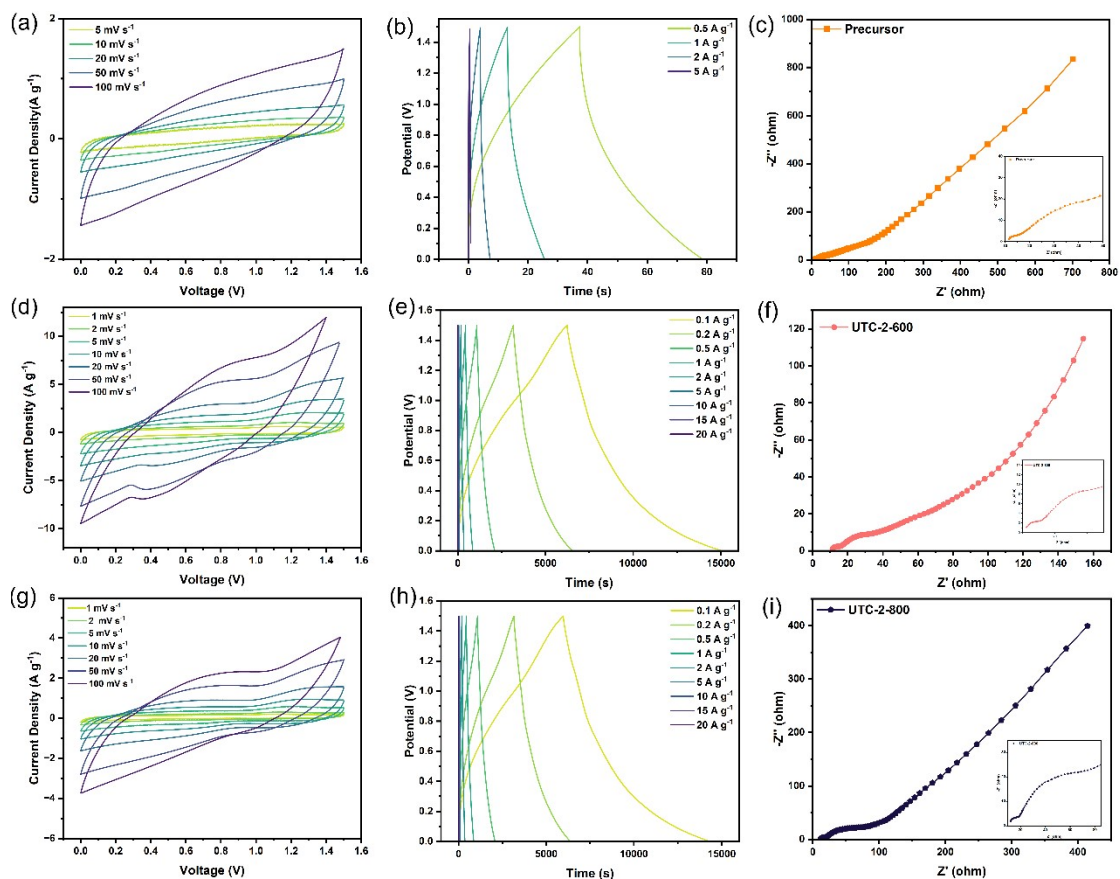 (a)
5 mV s⁻¹
10 mV s⁻¹
20 mV s⁻¹
50 mV s⁻¹
100 mV s⁻¹
2
0
−2
Current Density(A g⁻¹)
0.0 0.2 0.4 0.6 0.8 1.0 1.2 1.4 1.6
Voltage (V)
(b)
0.5 A g⁻¹
1 A g⁻¹
2 A g⁻¹
5 A g⁻¹
1.6
1.4
1.2
1.0
0.8
0.6
0.4
0.2
0.0
Potential (V)
0 20 40 60 80
Time (s)
(c)
Precursor
1000
800
600
400
200
0
-Z'' (ohm)
0 100 200 300 400 500 600 700 800
Z' (ohm)
Precursor
(d)
1 mV s⁻¹
2 mV s⁻¹
5 mV s⁻¹
10 mV s⁻¹
20 mV s⁻¹
50 mV s⁻¹
100 mV s⁻¹
10
5
0
−5
−10
Current Density (A g⁻¹)
0.0 0.2 0.4 0.6 0.8 1.0 1.2 1.4 1.6
Voltage (V)
(e)
0.1 A g⁻¹
0.2 A g⁻¹
0.5 A g⁻¹
1 A g⁻¹
2 A g⁻¹
5 A g⁻¹
10 A g⁻¹
15 A g⁻¹
20 A g⁻¹
1.6
1.4
1.2
1.0
0.8
0.6
0.4
0.2
0.0
Potential (V)
0 5000 10000 15000
Time (s)
(f)
UTC-2-600
120
100
80
60
40
20
0
-Z'' (ohm)
0 20 40 60 80 100 120 140 160
Z' (ohm)
(g)
1 mV s⁻¹
2 mV s⁻¹
5 mV s⁻¹
10 mV s⁻¹
20 mV s⁻¹
50 mV s⁻¹
100 mV s⁻¹
6
4
2
0
−2
−4
−6
Current Density (A g⁻¹)
0.0 0.2 0.4 0.6 0.8 1.0 1.2 1.4 1.6
Voltage (V)
(h)
0.1 A g⁻¹
0.2 A g⁻¹
0.5 A g⁻¹
1 A g⁻¹
2 A g⁻¹
5 A g⁻¹
10 A g⁻¹
15 A g⁻¹
20 A g⁻¹
1.6
1.4
1.2
1.0
0.8
0.6
0.4
0.2
0.0
Potential (V)
0 5000 10000 15000
Time (s)
(i)
UTC-2-800
400
300
200
100
0
-Z'' (ohm)
0 100 200 300 400
Z' (ohm)